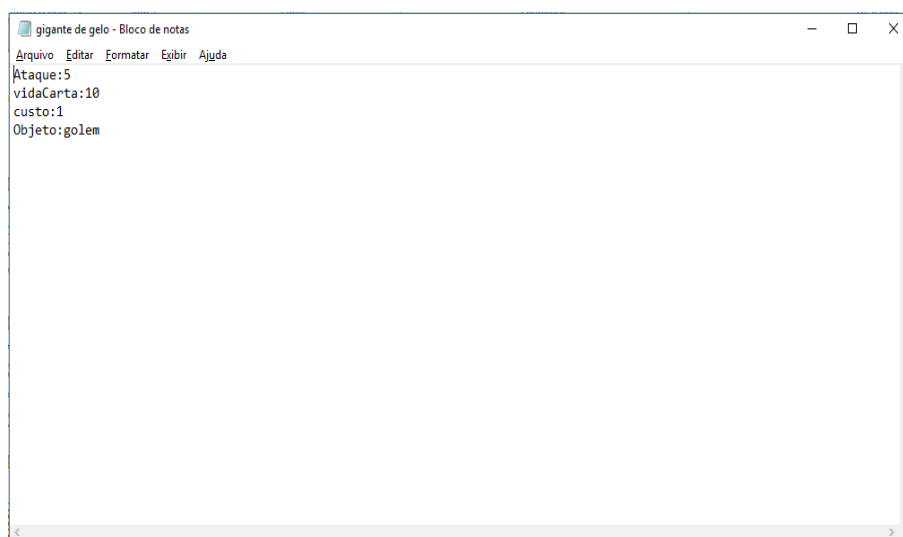 gigante de gelo - Bloco de notas
Arquivo Editar Formatar Exibir Ajuda
Ataque:5
vidaCarta:10
custo:1
Objeto:golem